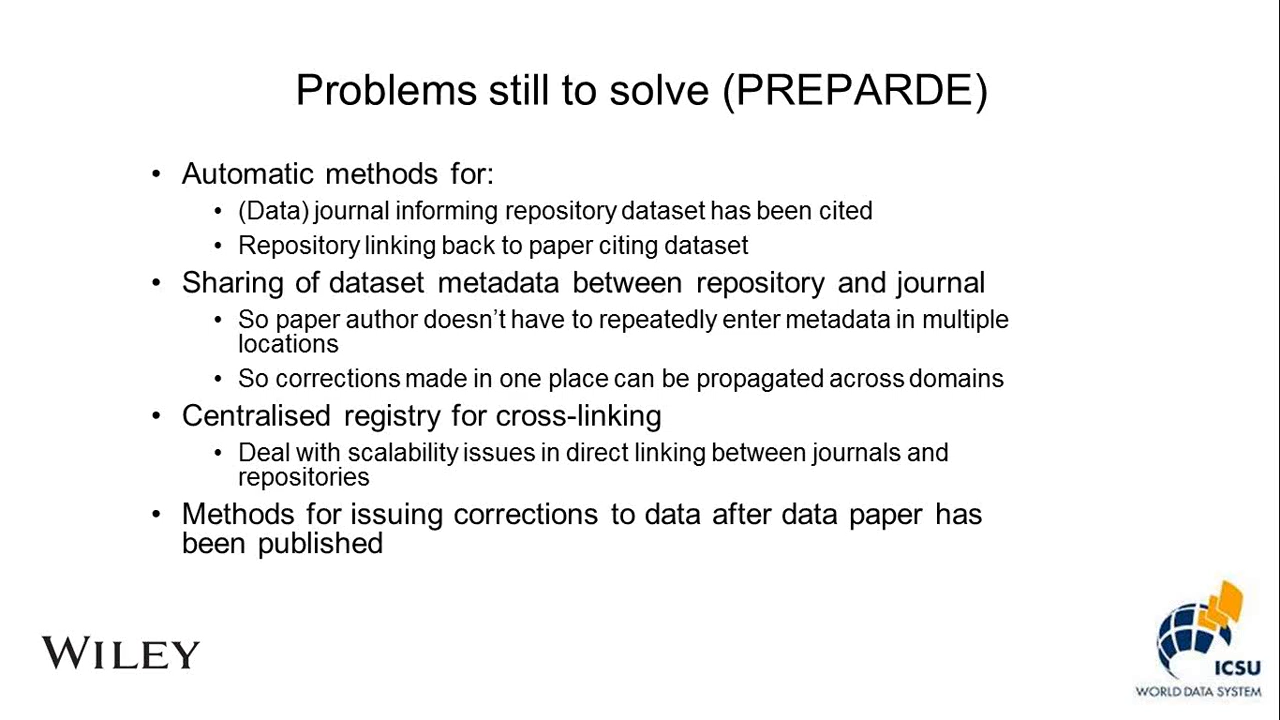 Problems still to solve (PREPARDE)
• Automatic methods for:
• (Data) journal informing repository dataset has been cited
• Repository linking back to paper citing dataset
• Sharing of dataset metadata between repository and journal
• So paper author doesn’t have to repeatedly enter metadata in multiple
locations
• So corrections made in one place can be propagated across domains
• Centralised registry for cross-linking
• Deal with scalability issues in direct linking between journals and
repositories
• Methods for issuing corrections to data after data paper has
been published
WILEY
ICSU
WORLD DATA SYSTEM